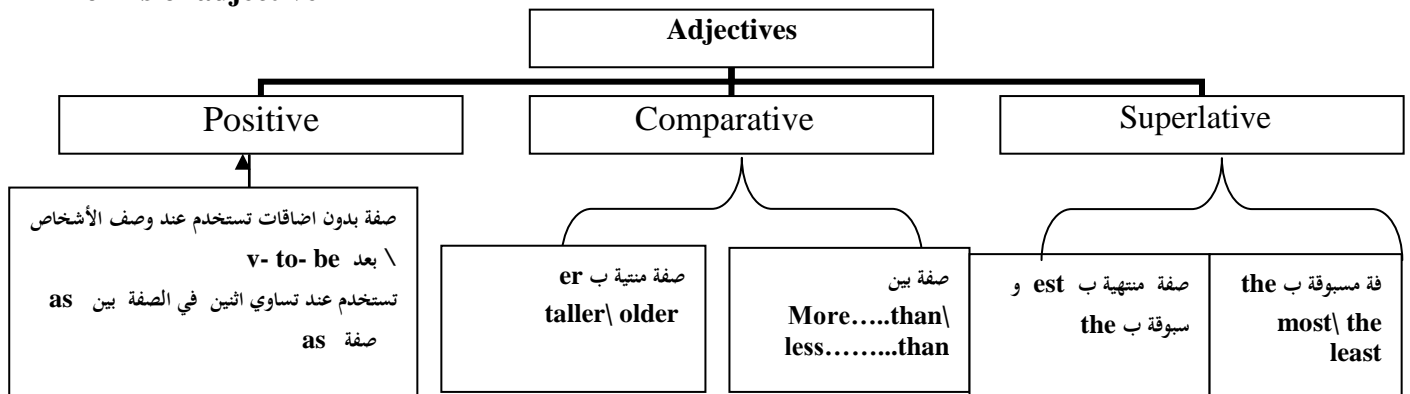 Adjectives
Positive
Comparative
Superlative
صفة بدون اضاقات تستخدم عند وصف الأشخاص
\ بعد v- to- be
تستخدم عند تساوي اثنين في الصفة بين as
صفة as
صفة منتية ب er
taller\ older
صفة بين
More…..than\
less……...than
صفة منتهية ب est و
سبوقة ب the
فة مسبوقة ب the
most\ the
least